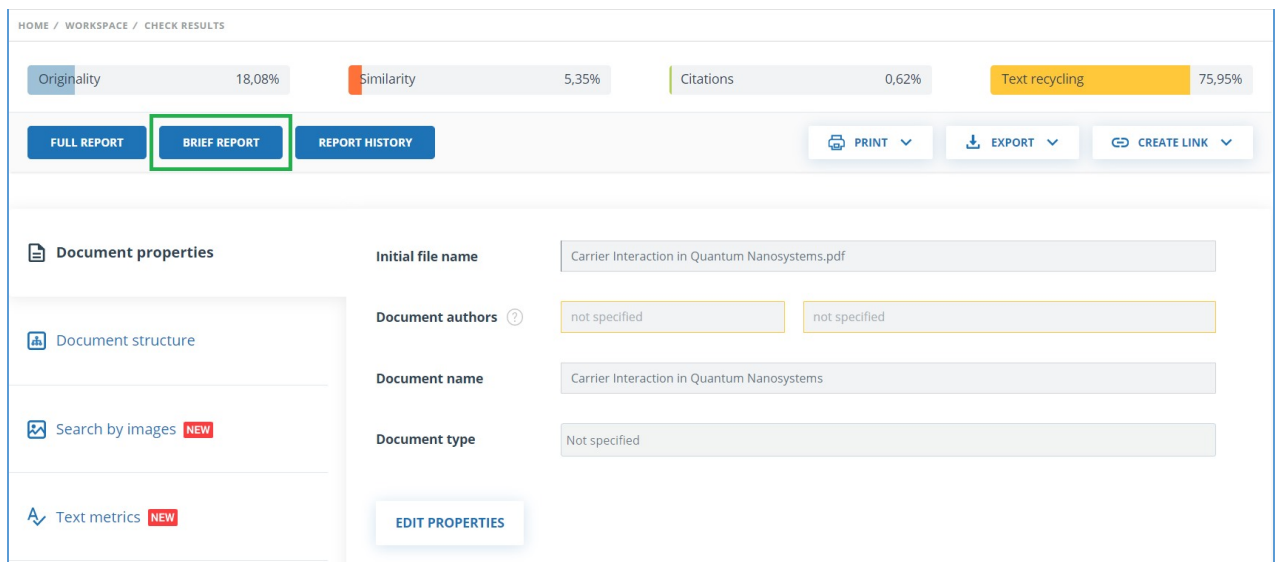 HOME / WORKSPACE / CHECK RESULTS
Originality 18,08% Similarity 5,35% Citations 0,62% Text recycling 75,95%
FULL REPORT BRIEF REPORT REPORT HISTORY PRINT EXPORT CREATE LINK
Document properties
Document structure
Search by images NEW
Text metrics NEW
Initial file name Carrier Interaction in Quantum Nanosystems.pdf
Document authors ? not specified not specified
Document name Carrier Interaction in Quantum Nanosystems
Document type Not specified
EDIT PROPERTIES